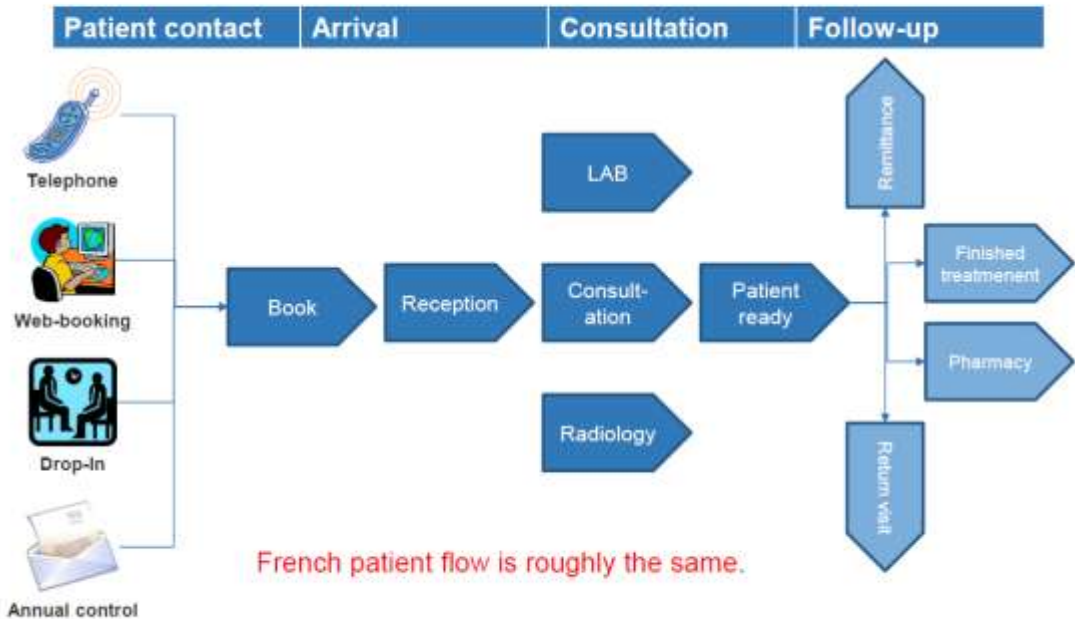 Patient contact
Arrival
Consultation
Follow-up
Telephone
Web-booking
Drop-In
Annual control
Book
Reception
LAB
Consult-
ation
Radiology
Patient
ready
Remittance
Finished
treatmenent
Pharmacy
Return visit
French patient flow is roughly the same.